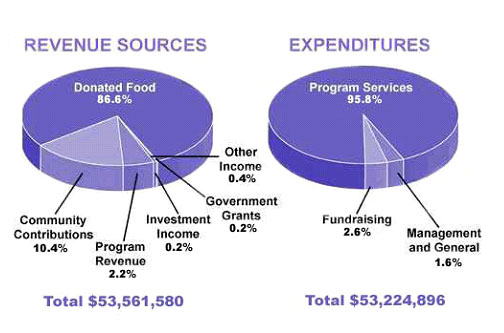 REVENUE SOURCES
Donated Food
86.6%
Other
Income
0.4%
Government
Grants
0.2%
Investment
Income
0.2%
Program
Revenue
2.2%
Community
Contributions
10.4%
Total $53,561,580
EXPENDITURES
Program Services
95.8%
Fundraising
2.6%
Management
and General
1.6%
Total $53,224,896